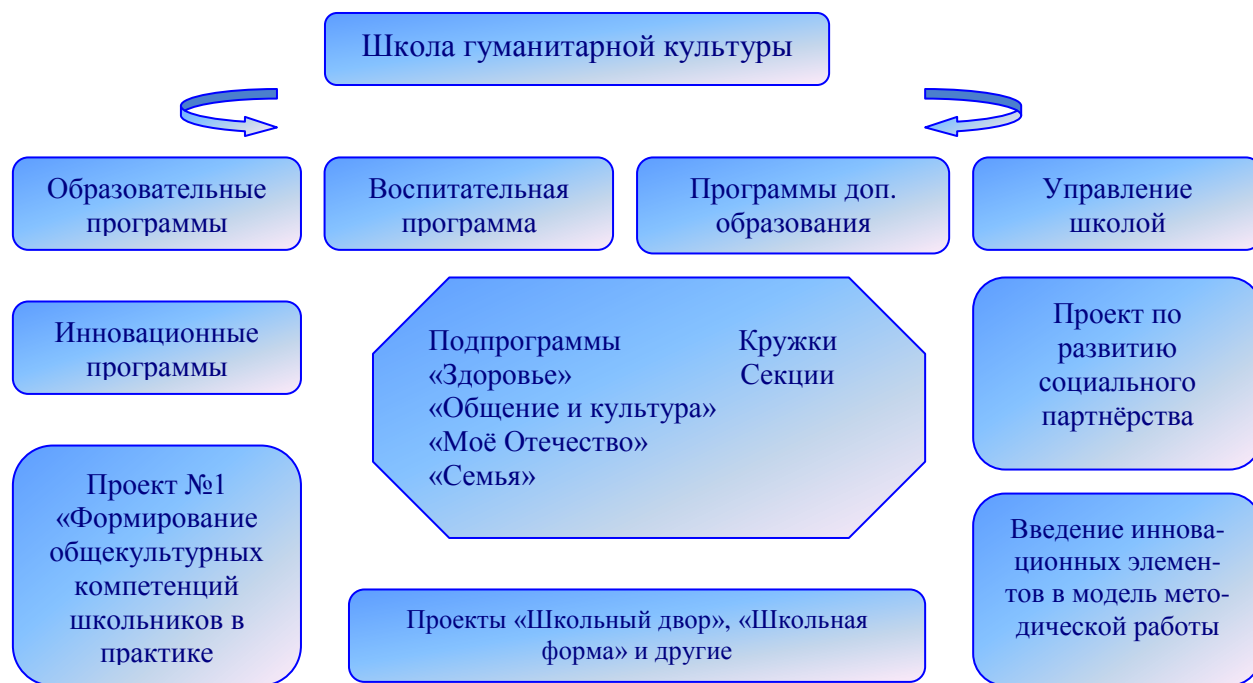 Школа гуманитарной культуры
Образовательные
программы
Воспитательная
программа
Программы доп.
образования
Управление
школой
Инновационные
программы
Подпрограммы Кружки
«Здоровье» Секции
«Общение и культура»
«Моё Отечество»
«Семья»
Проект по
развитию
социального
партнёрства
Проект №1
«Формирование
общекультурных
компетенций
школьников в
практике
Проекты «Школьный двор», «Школьная
форма» и другие
Введение иннова-
ционных элемен-
тов в модель мето-
дической работы